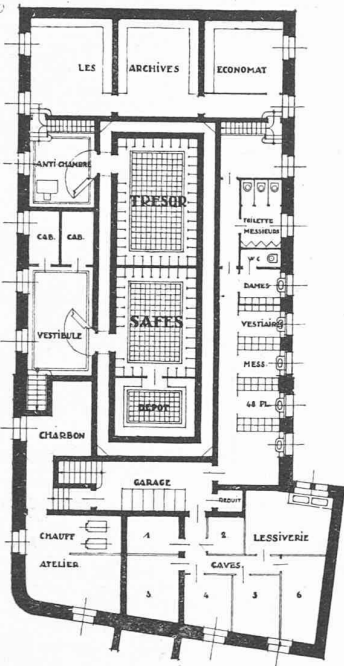 LES ARCHIVES ECONOMAT
ANTI CHAMBRE
TRESOR
TOILETTE
MESSIEURS
CAB. CAB.
W C
DAMES
SAFES
VESTIAIRE
VESTIBULE
MESS.
DEPOT
48 PL.
CHARBON
GARAGE
REDUIT
CHAUFF
ATELIER
1
2
LESSIVERIE
CAVES
3
4
5
6